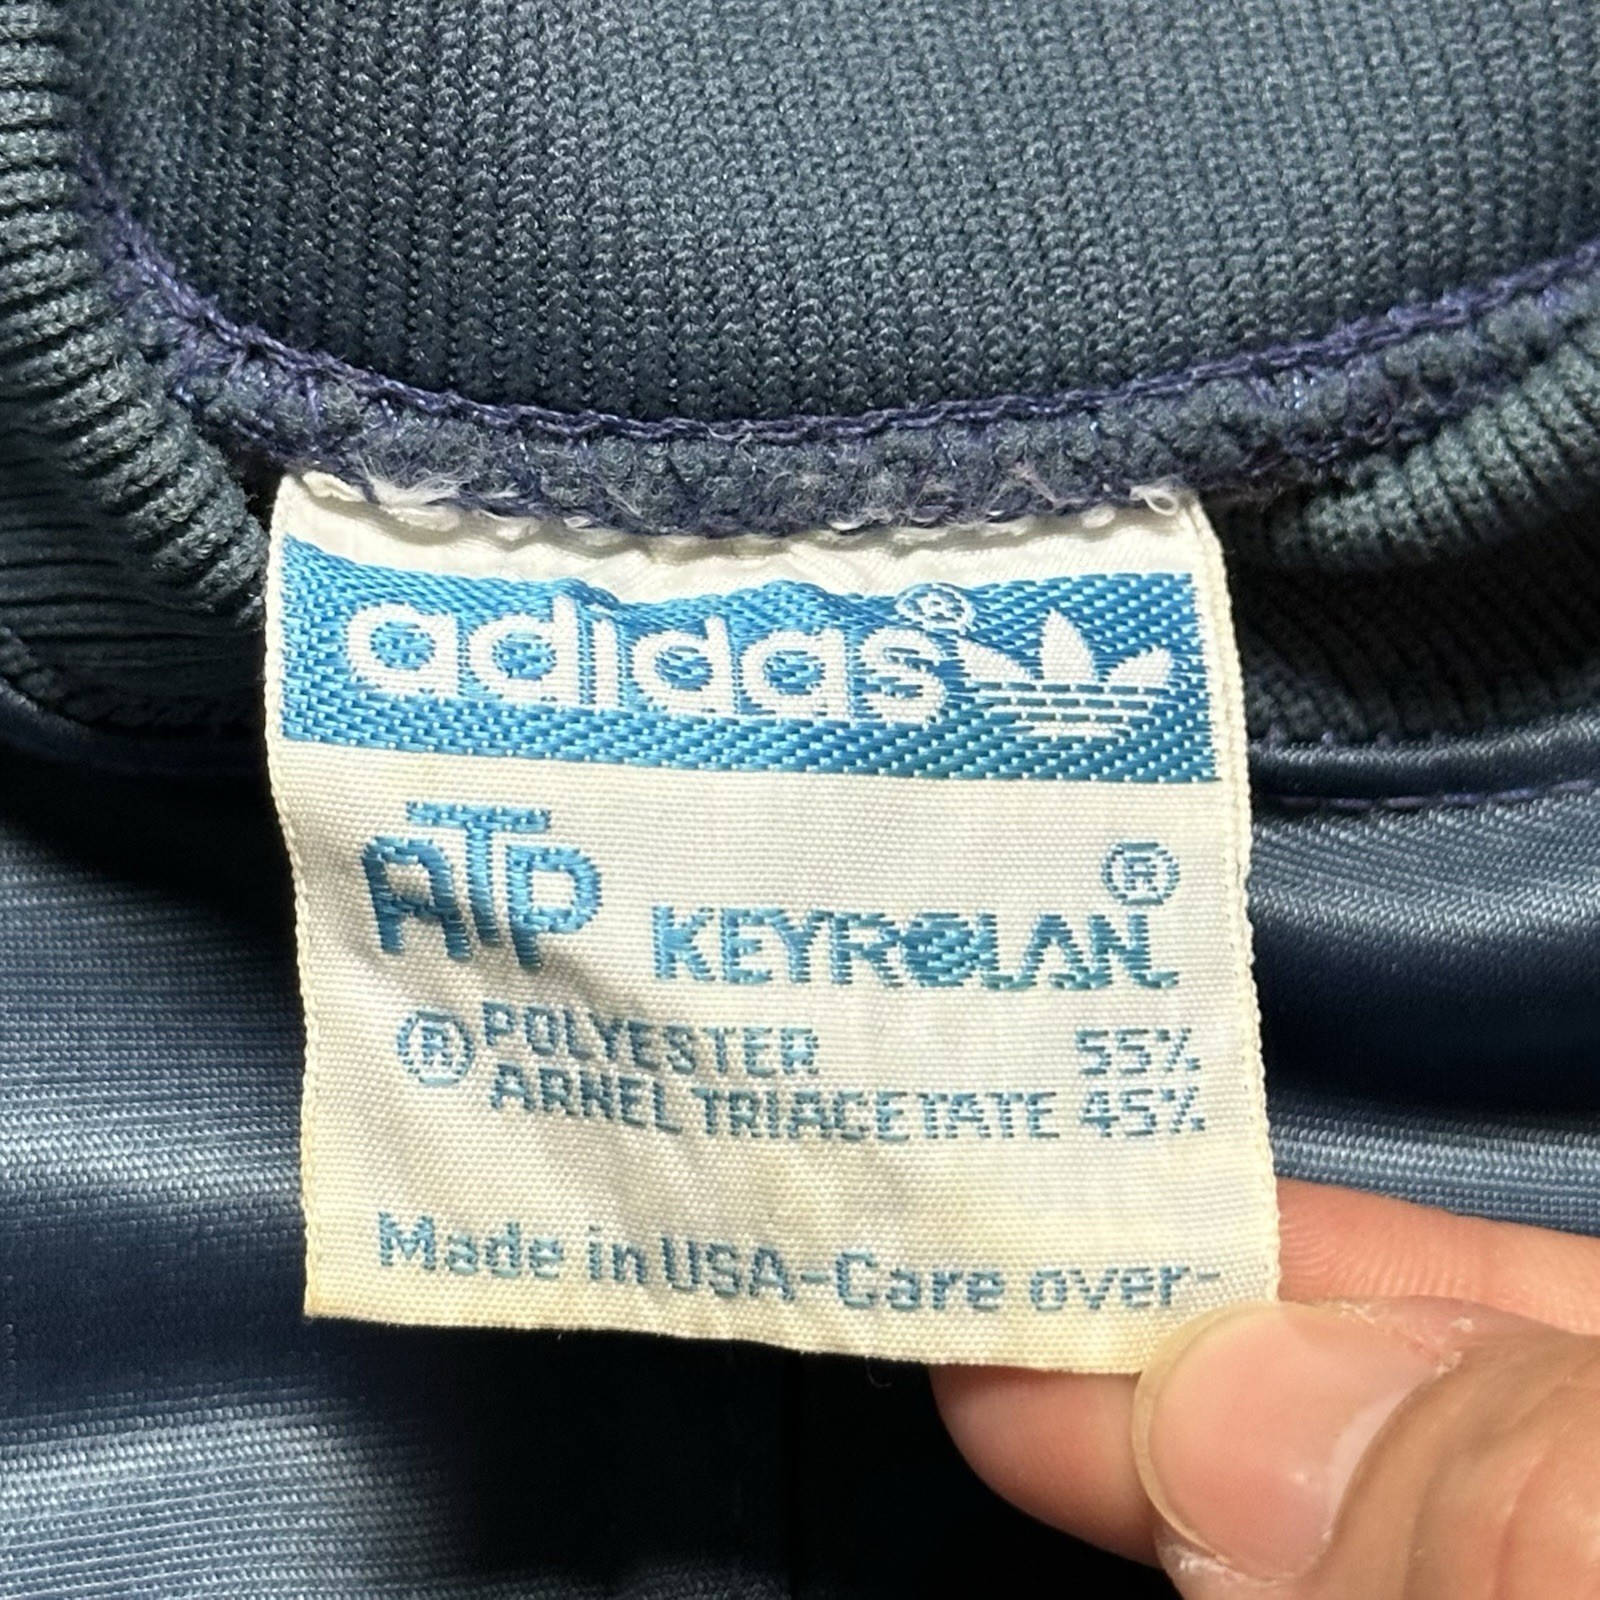 adidas®
ATP KEYROLAN®
® POLYESTER 55%
ARNEL TRIACETATE 45%
Made in USA-Care over-